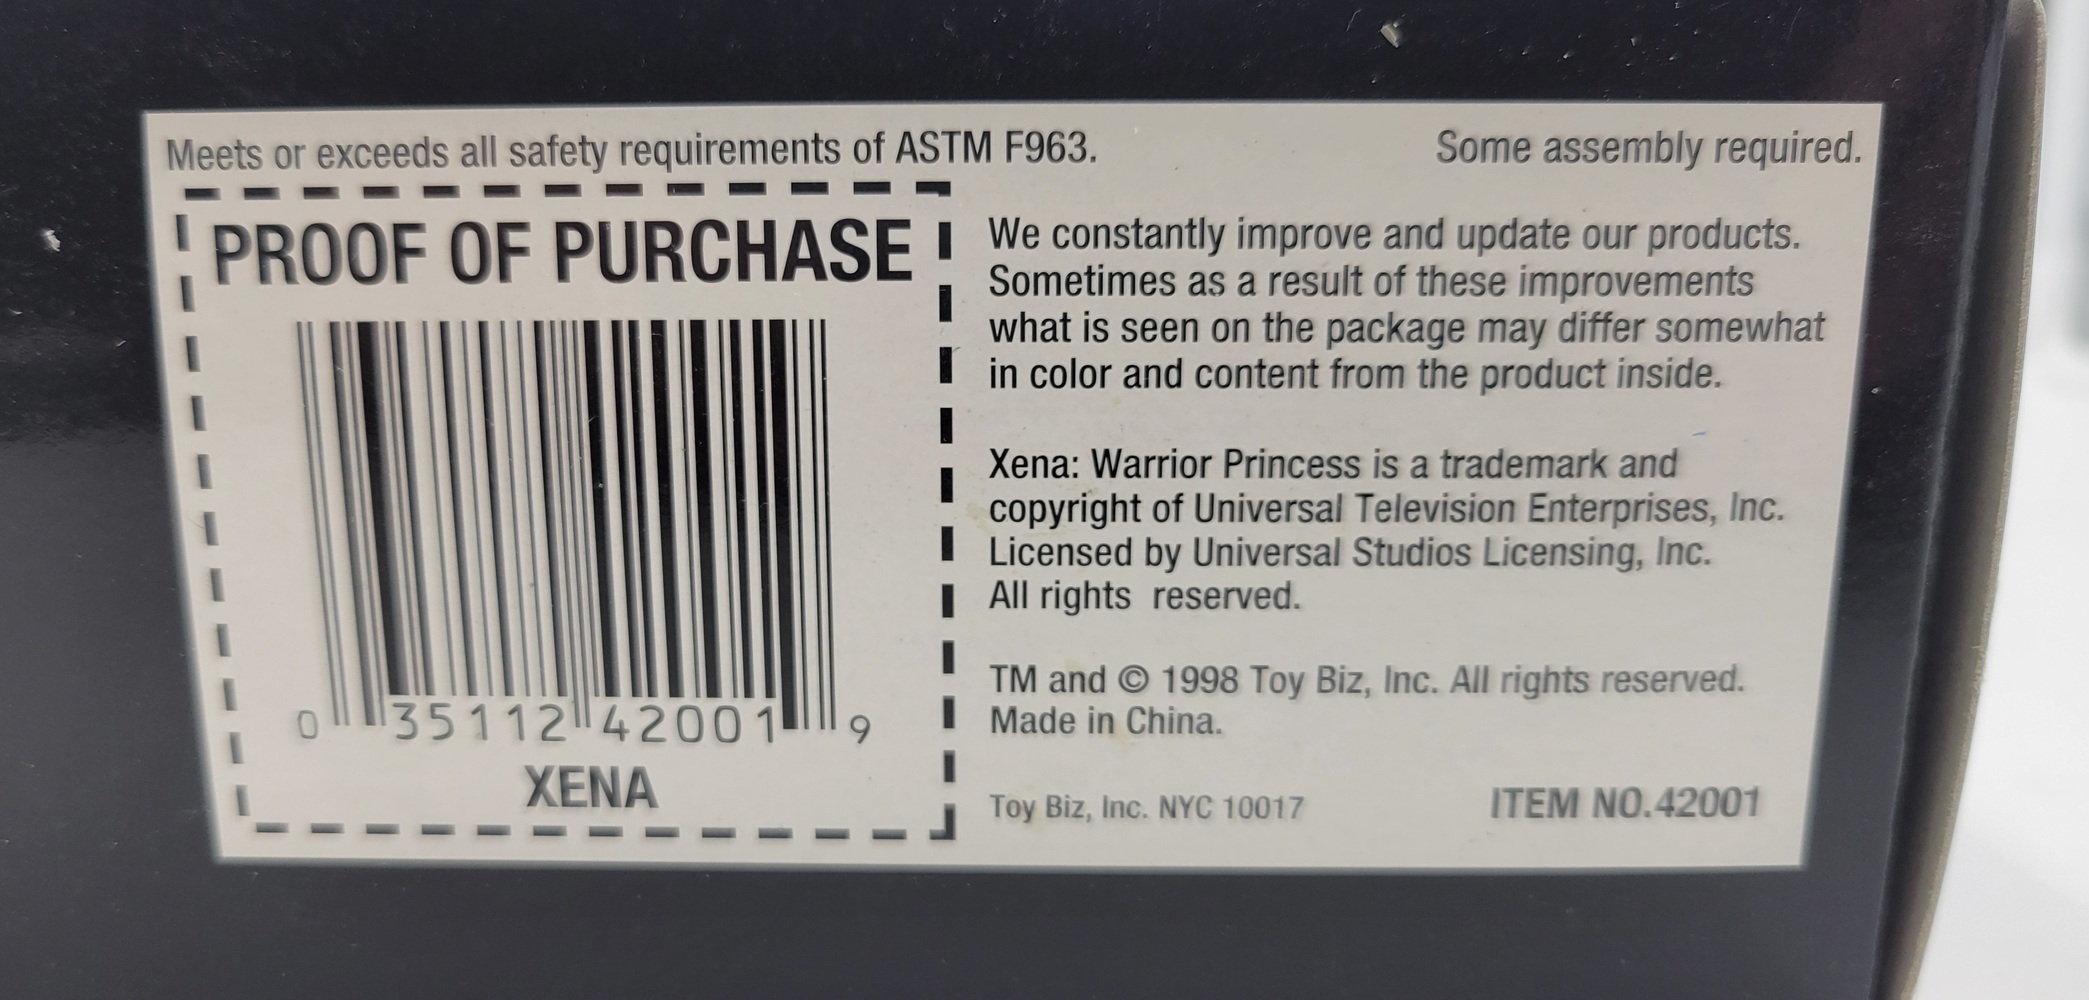 Meets or exceeds all safety requirements of ASTM F963.
Some assembly required.
PROOF OF PURCHASE
0 35112 42001 9
XENA
We constantly improve and update our products.
Sometimes as a result of these improvements
what is seen on the package may differ somewhat
in color and content from the product inside.
Xena: Warrior Princess is a trademark and
copyright of Universal Television Enterprises, Inc.
Licensed by Universal Studios Licensing, Inc.
All rights reserved.
TM and © 1998 Toy Biz, Inc. All rights reserved.
Made in China.
Toy Biz, Inc. NYC 10017
ITEM NO.42001